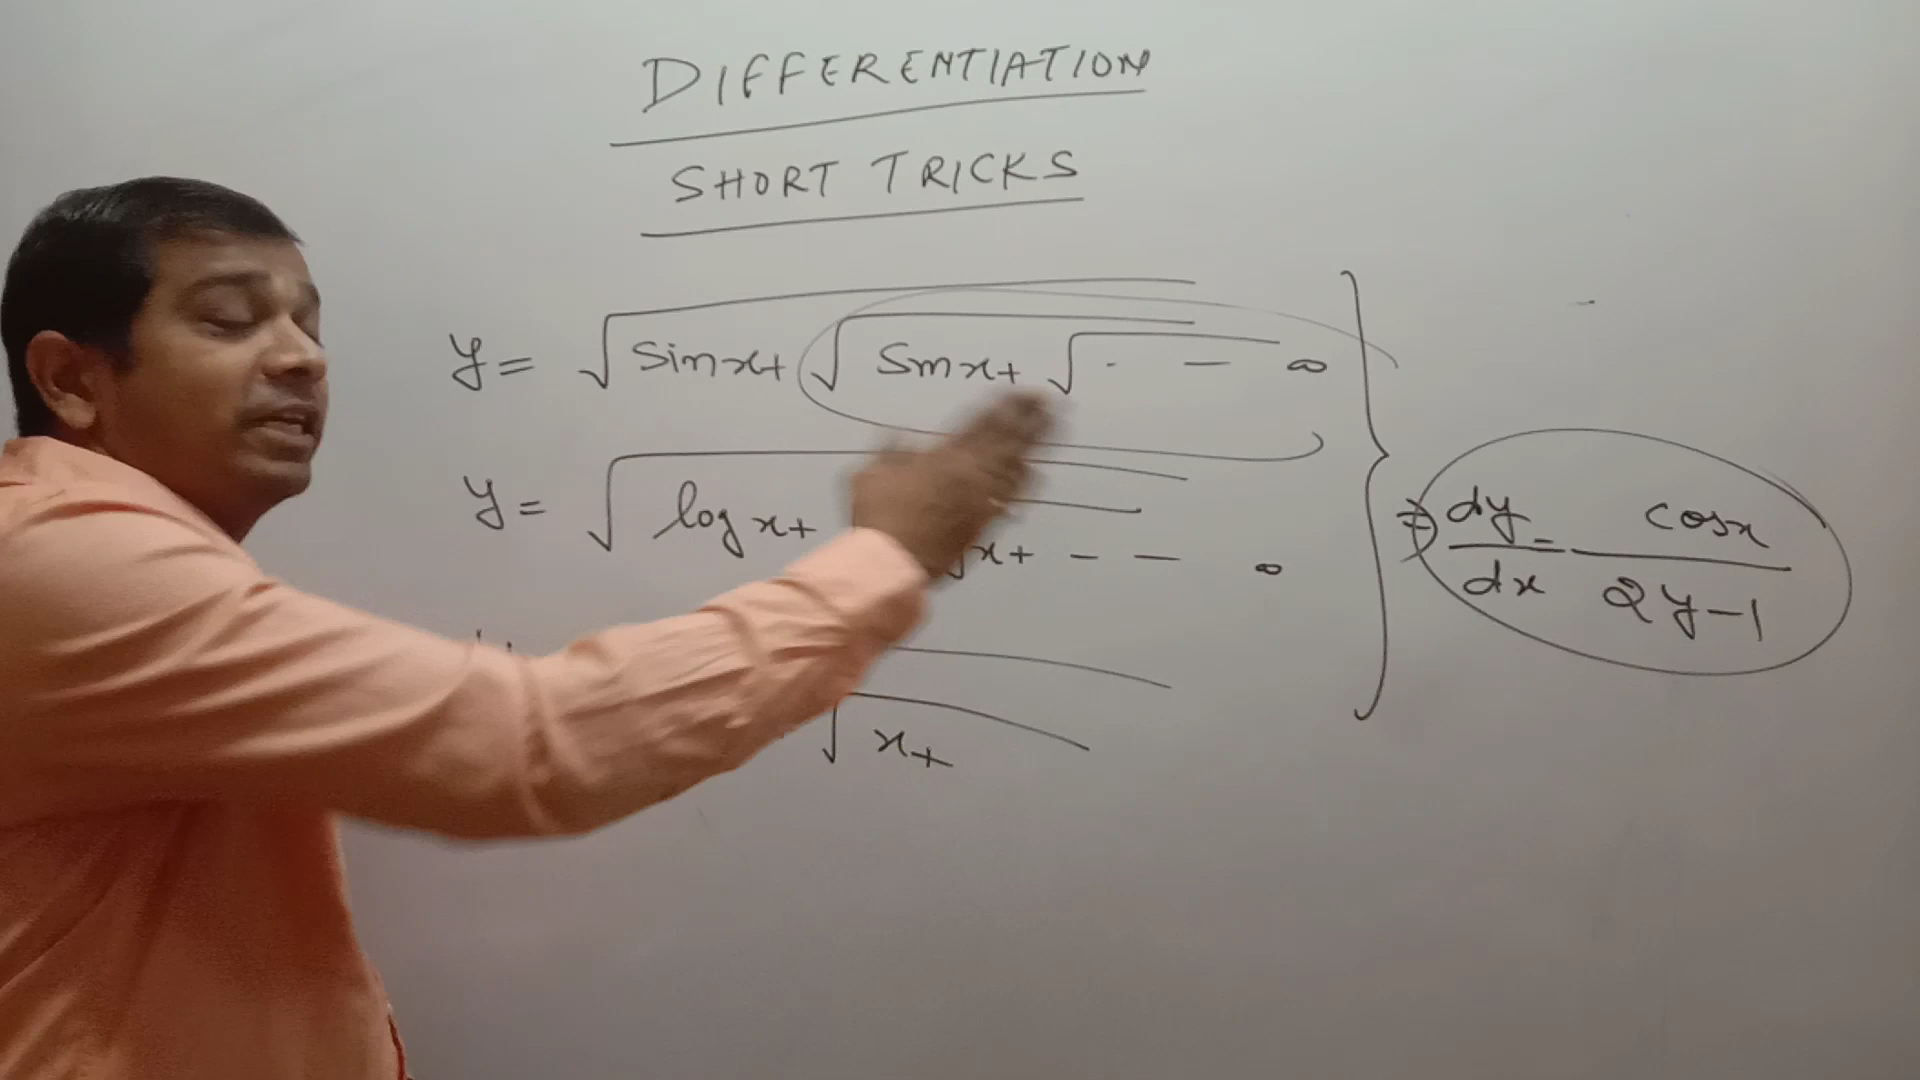 DIFFERENTIATION
SHORT TRICKS
y = √sinx+ √sinx+ √· – ∞
y = √log x+ x+ – – ∞
√x+
⇒ dy/dx = cosx/2y-1